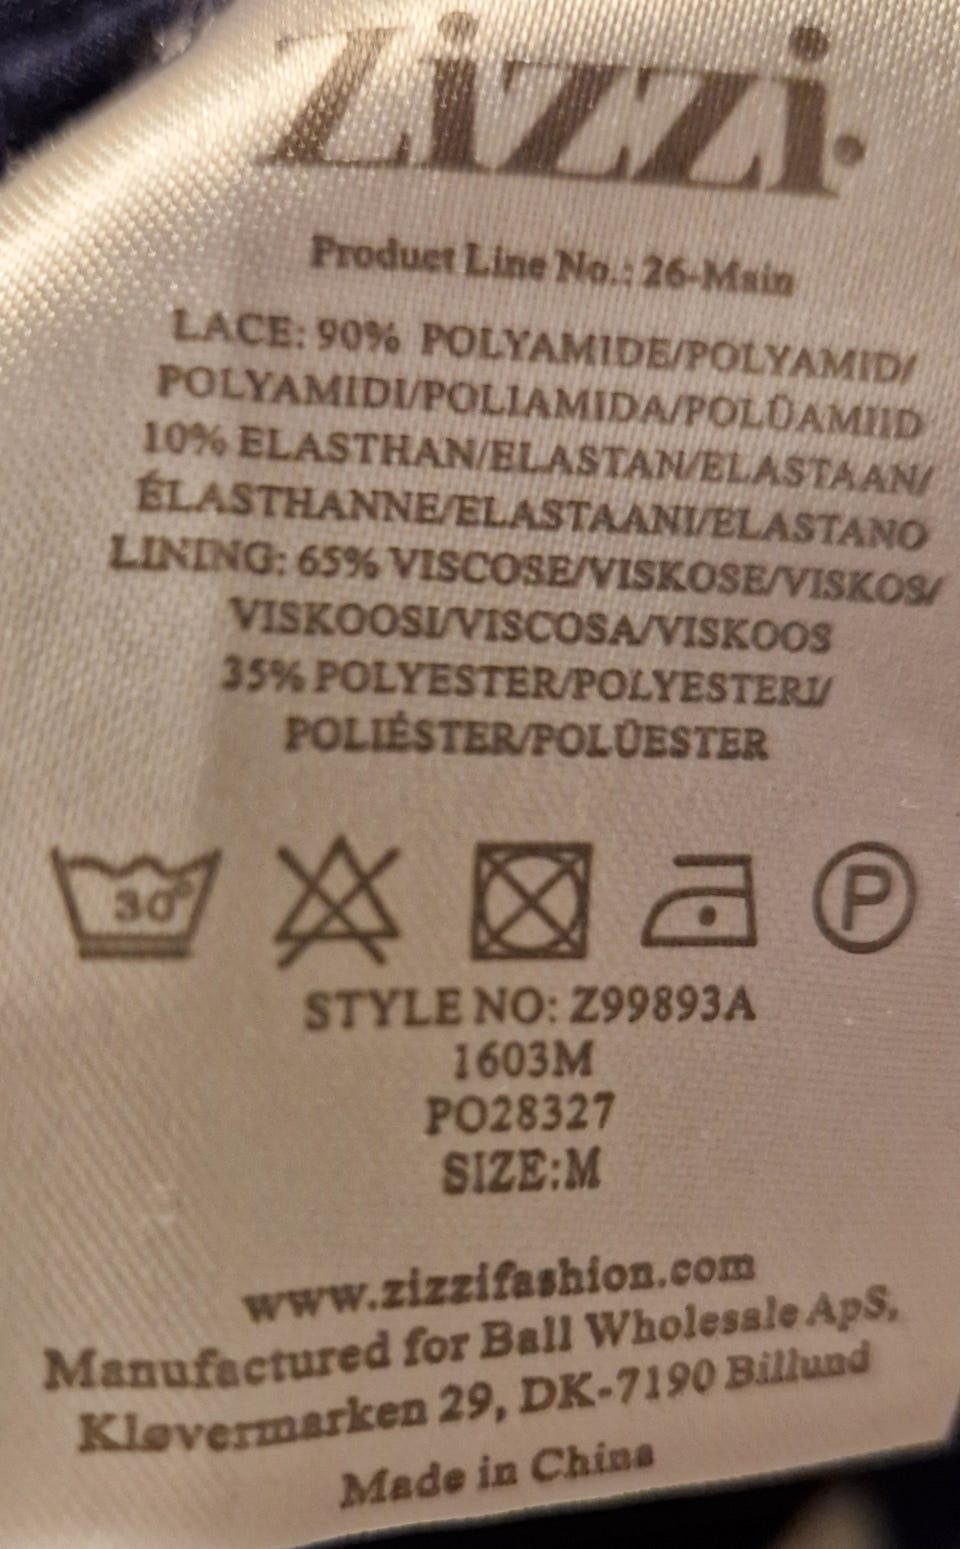 Zizzi.
Product Line No.: 26-Main
LACE: 90% POLYAMIDE/POLYAMID/
POLYAMIDI/POLIAMIDA/POLÜAMIID
10% ELASTHAN/ELASTAN/ELASTAAN/
ÉLASTHANNE/ELASTAANI/ELASTANO
LINING: 65% VISCOSE/VISKOSE/VISKOS/
VISKOOSI/VISCOSA/VISKOOS
35% POLYESTER/POLYESTERI/
POLIÉSTER/POLÜESTER
30° P
STYLE NO: Z99893A
1603M
PO28327
SIZE:M
www.zizzifashion.com
Manufactured for Ball Wholesale ApS,
Kløvermarken 29, DK-7190 Billund
Made in China